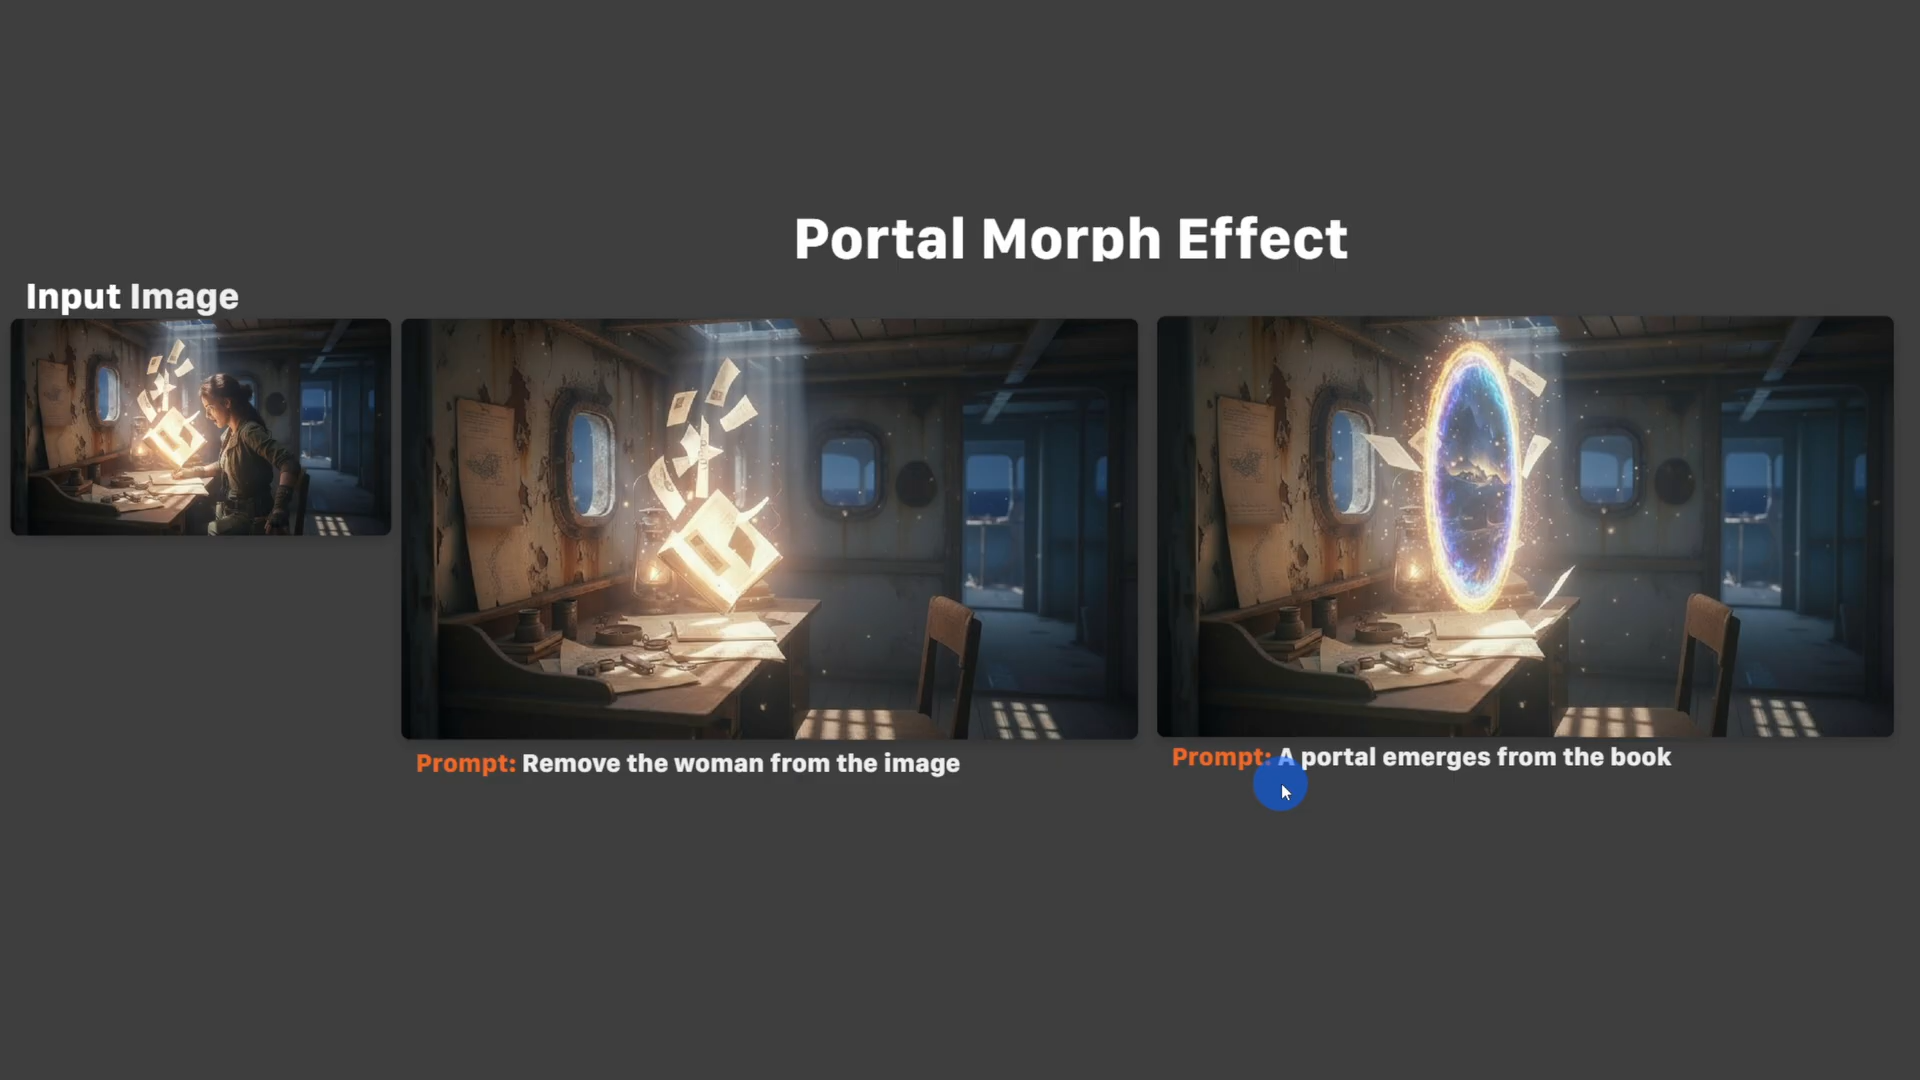 Portal Morph Effect
Input Image
Prompt: Remove the woman from the image
Prompt: A portal emerges from the book